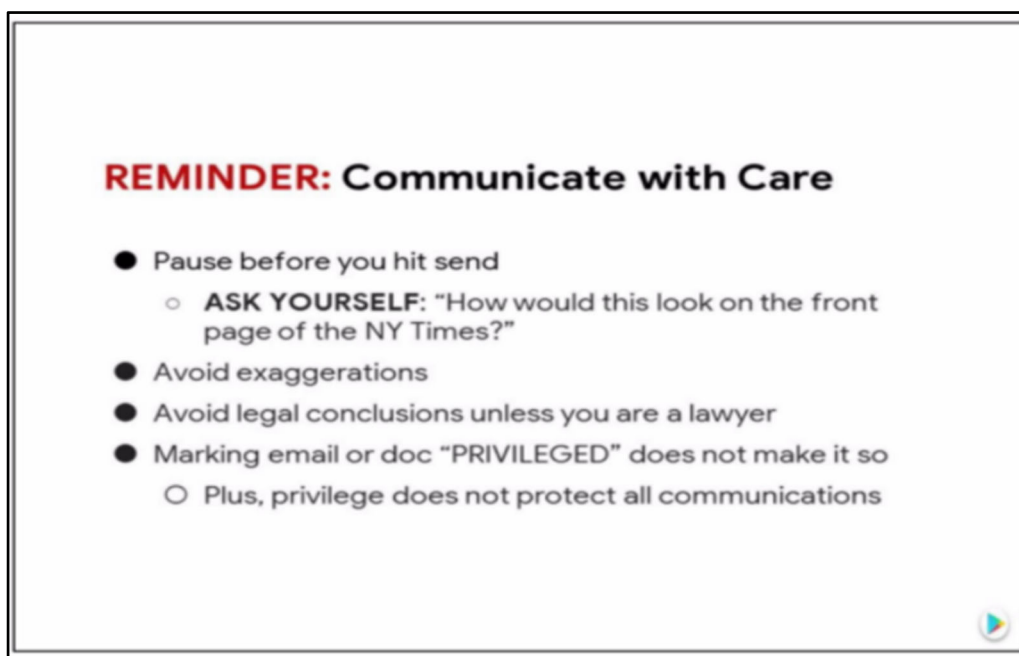 REMINDER: Communicate with Care
● Pause before you hit send
○ ASK YOURSELF: “How would this look on the front
page of the NY Times?”
● Avoid exaggerations
● Avoid legal conclusions unless you are a lawyer
● Marking email or doc “PRIVILEGED” does not make it so
○ Plus, privilege does not protect all communications